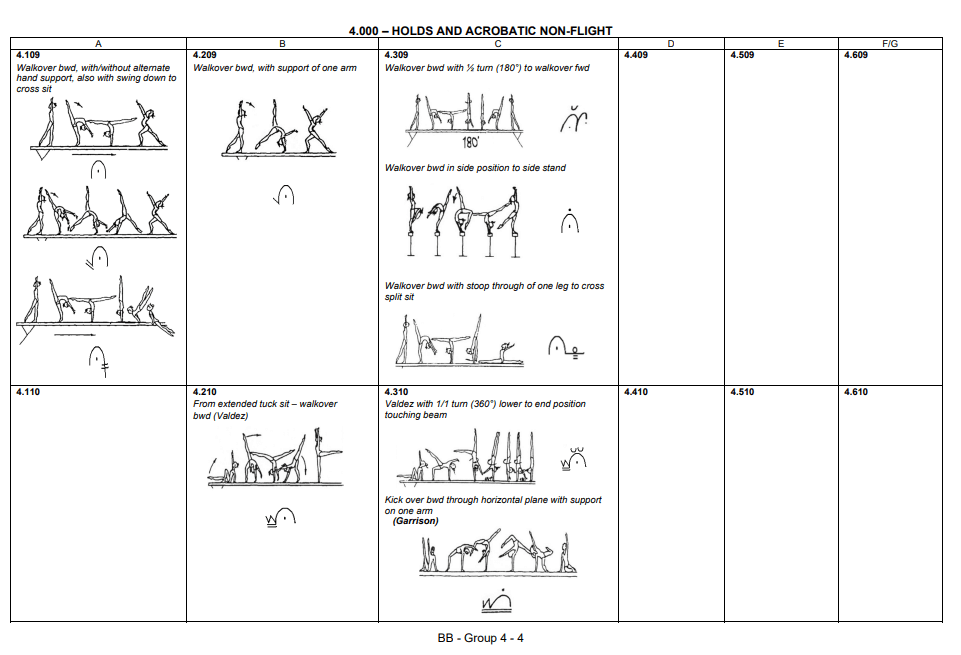 4.000 – HOLDS AND ACROBATIC NON-FLIGHT
A B C D E F/G
4.109
Walkover bwd, with/without alternate
hand support, also with swing down to
cross sit
4.209
Walkover bwd, with support of one arm
4.309
Walkover bwd with ½ turn (180°) to walkover fwd
180°
Walkover bwd in side position to side stand
Walkover bwd with stoop through of one leg to cross
split sit
4.409
4.509
4.609
4.110
4.210
From extended tuck sit – walkover
bwd (Valdez)
4.310
Valdez with 1/1 turn (360°) lower to end position
touching beam
Kick over bwd through horizontal plane with support
on one arm
(Garrison)
4.410
4.510
4.610
BB - Group 4 - 4